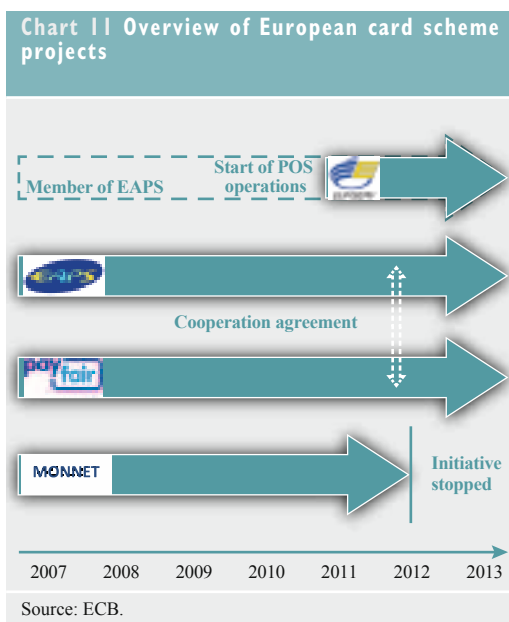 Chart 11 Overview of European card scheme
projects
Start of POS
operations
Member of EAPS
EAPS
Cooperation agreement
pay
fair
MONNET
Initiative
stopped
2007 2008 2009 2010 2011 2012 2013
Source: ECB.